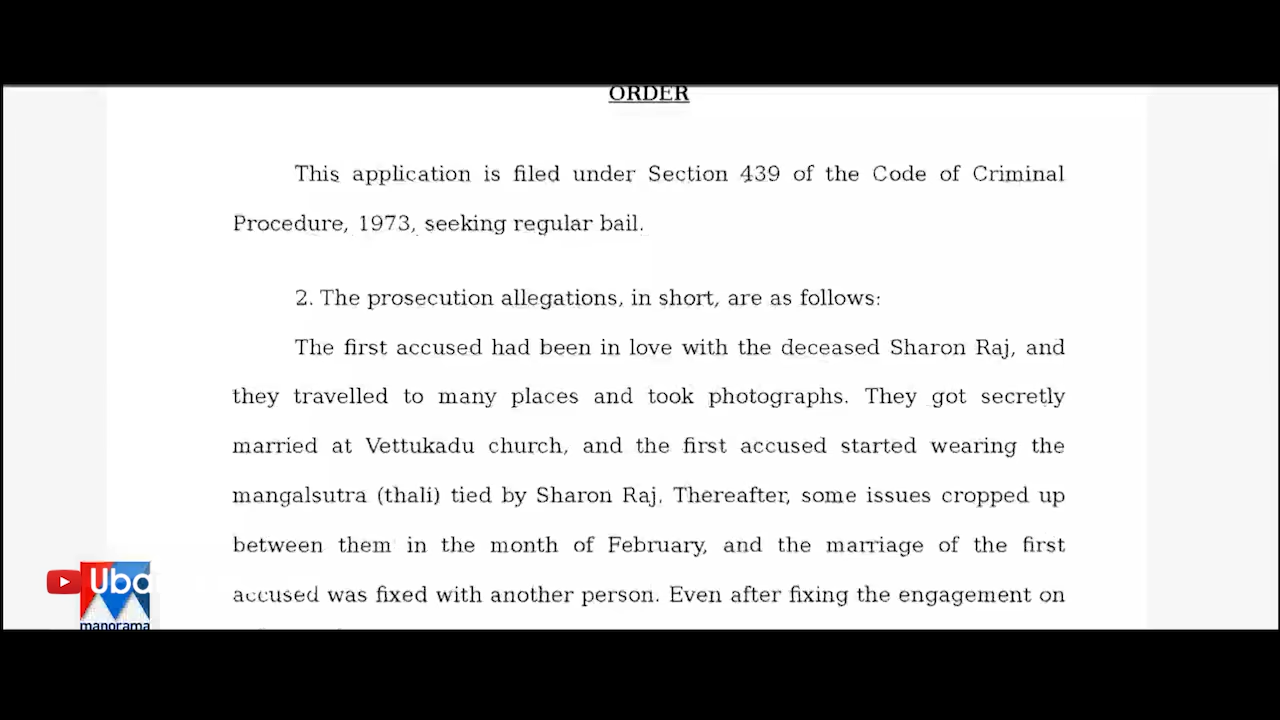 ORDER
This application is filed under Section 439 of the Code of Criminal
Procedure, 1973, seeking regular bail.
2. The prosecution allegations, in short, are as follows:
The first accused had been in love with the deceased Sharon Raj, and
they travelled to many places and took photographs. They got secretly
married at Vettukadu church, and the first accused started wearing the
mangalsutra (thali) tied by Sharon Raj. Thereafter, some issues cropped up
between them in the month of February, and the marriage of the first
accused was fixed with another person. Even after fixing the engagement on
manorama